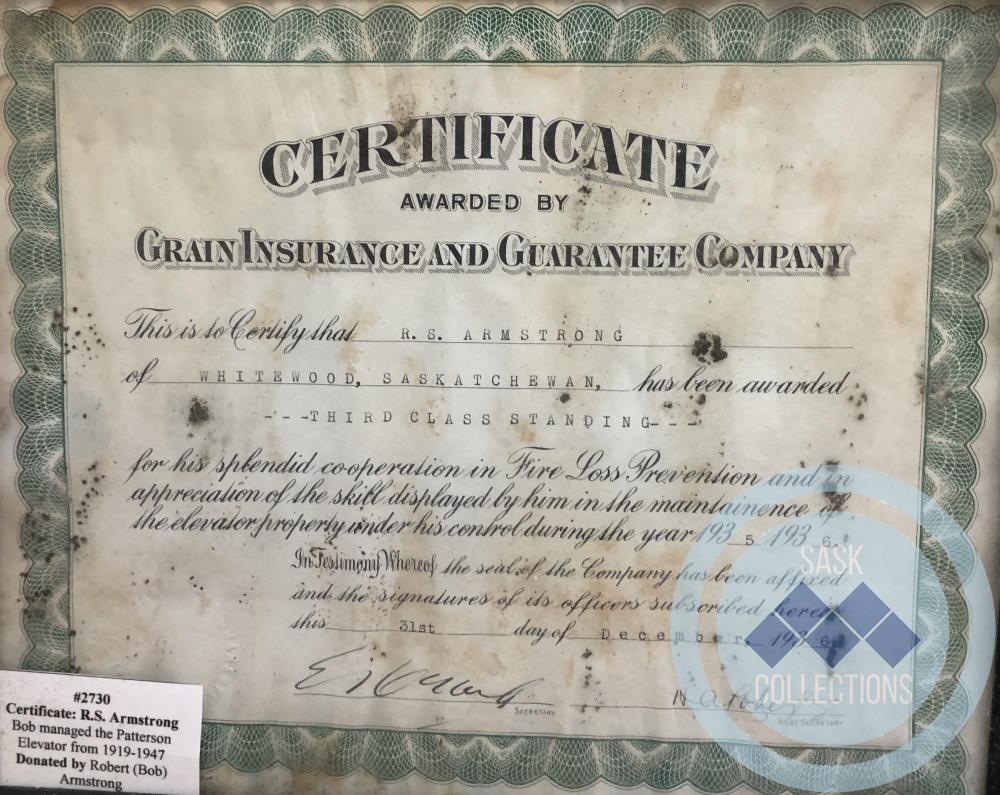 CERTIFICATE
AWARDED BY
GRAIN INSURANCE AND GUARANTEE COMPANY
This is to Certify that R.S. ARMSTRONG
of WHITEWOOD, SASKATCHEWAN, has been awarded
---THIRD CLASS STANDING---
for his splendid cooperation in Fire Loss Prevention and in
appreciation of the skill displayed by him in the maintainence of
the elevator property under his control during the year 1935 1936.
In Testimony Whereof the seal of the Company has been affixed
and the signatures of its officers subscribed hereto
this 31st day of December, 1936.
SECRETARY
ASST. SECRETARY
SASK
COLLECTIONS
#2730
Certificate: R.S. Armstrong
Bob managed the Patterson
Elevator from 1919-1947
Donated by Robert (Bob)
Armstrong